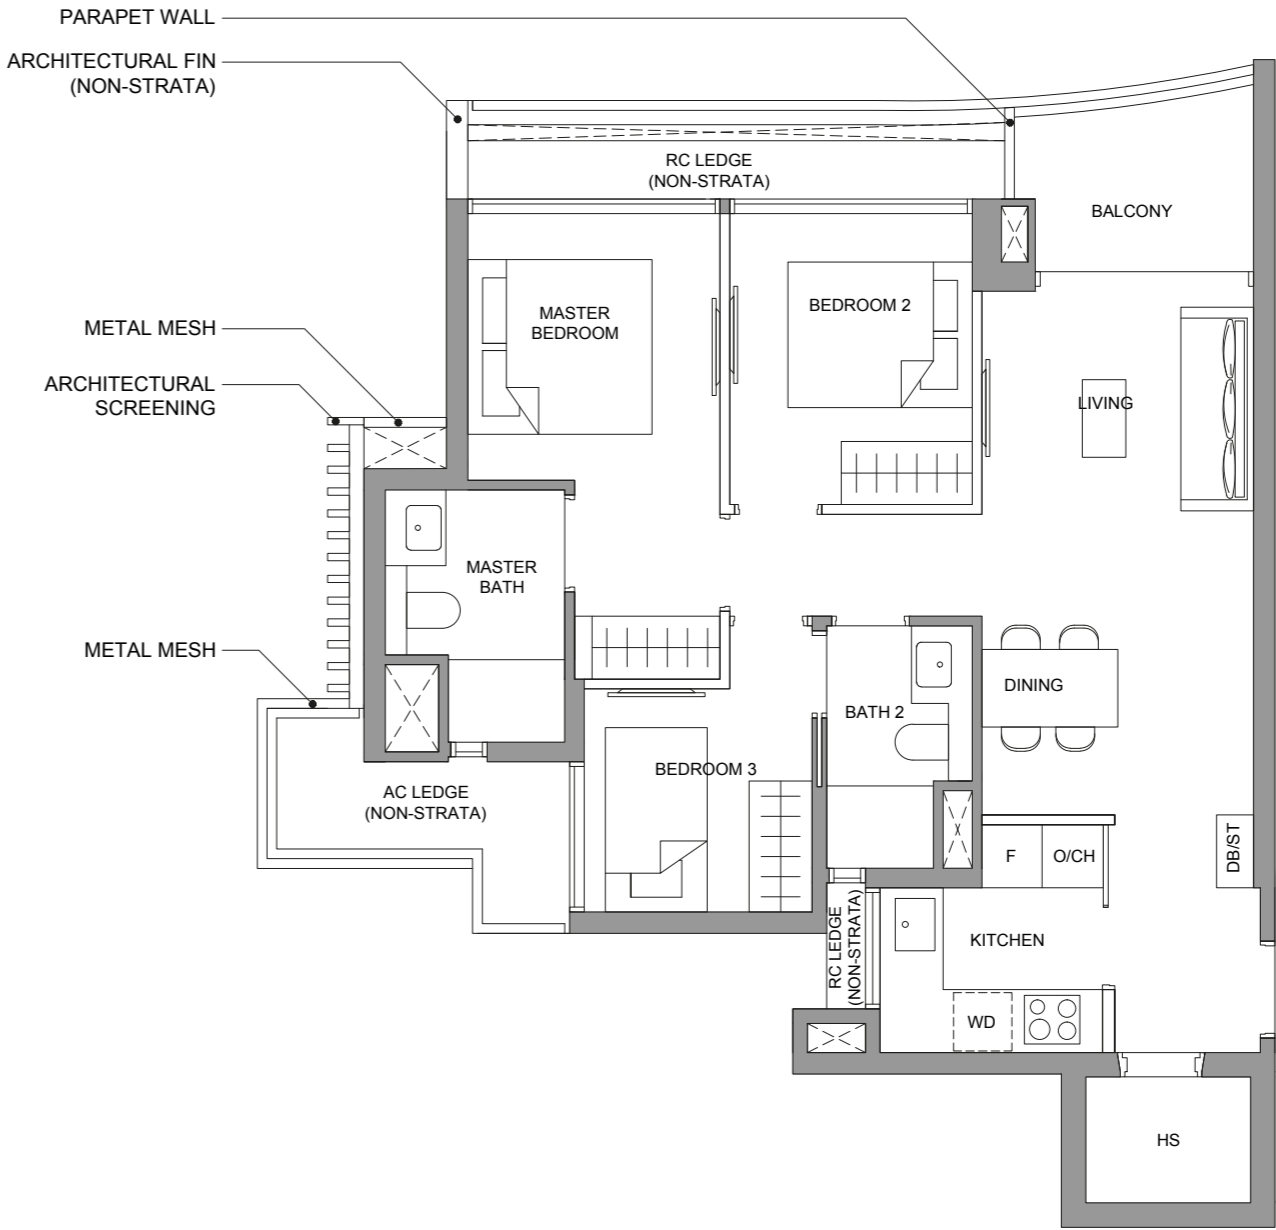 PARAPET WALL
ARCHITECTURAL FIN
(NON-STRATA)
RC LEDGE
(NON-STRATA)
BALCONY
MASTER
BEDROOM
BEDROOM 2
METAL MESH
ARCHITECTURAL
SCREENING
LIVING
MASTER
BATH
METAL MESH
DINING
BATH 2
BEDROOM 3
AC LEDGE
(NON-STRATA)
F
O/CH
DB/ST
RC LEDGE
(NON-STRATA)
KITCHEN
WD
HS